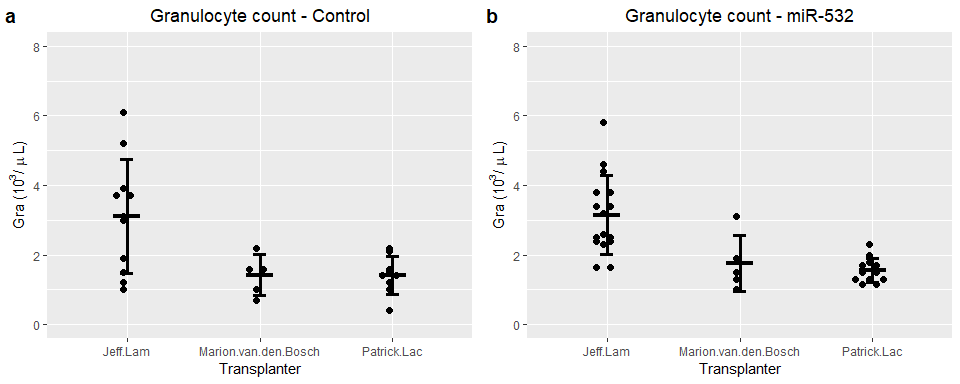 a
Granulocyte count - Control
8
6
4
2
0
Gra (10³/ μ L)
Jeff.Lam Marion.van.den.Bosch Patrick.Lac
Transplanter
b
Granulocyte count - miR-532
8
6
4
2
0
Gra (10³/ μ L)
Jeff.Lam Marion.van.den.Bosch Patrick.Lac
Transplanter